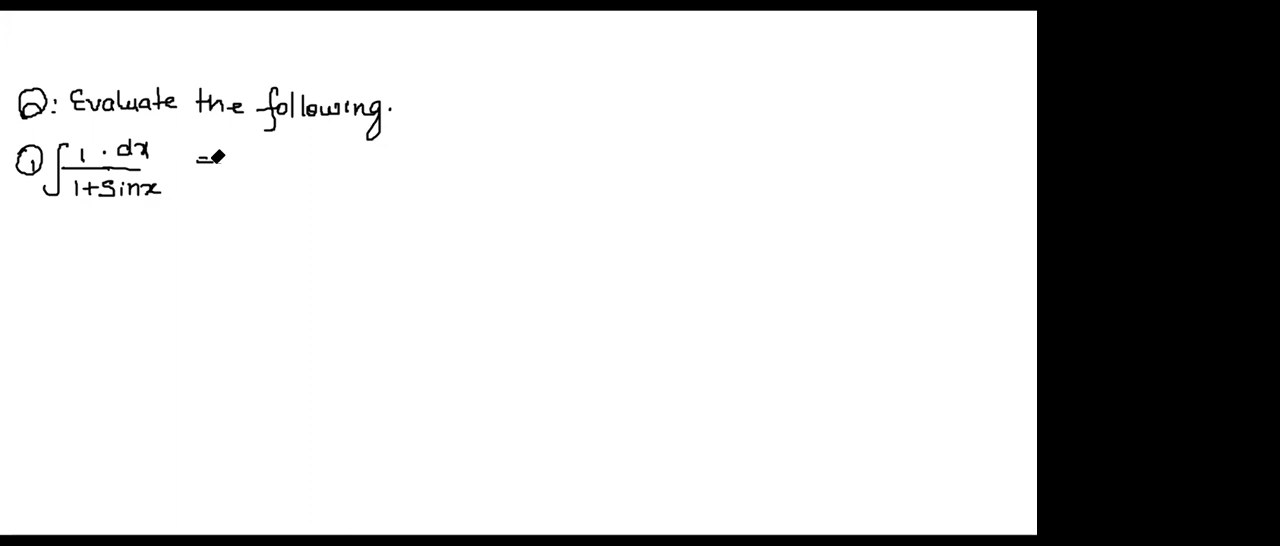 Q: Evaluate the following.
① ∫ 1 · dx / 1+sinx =